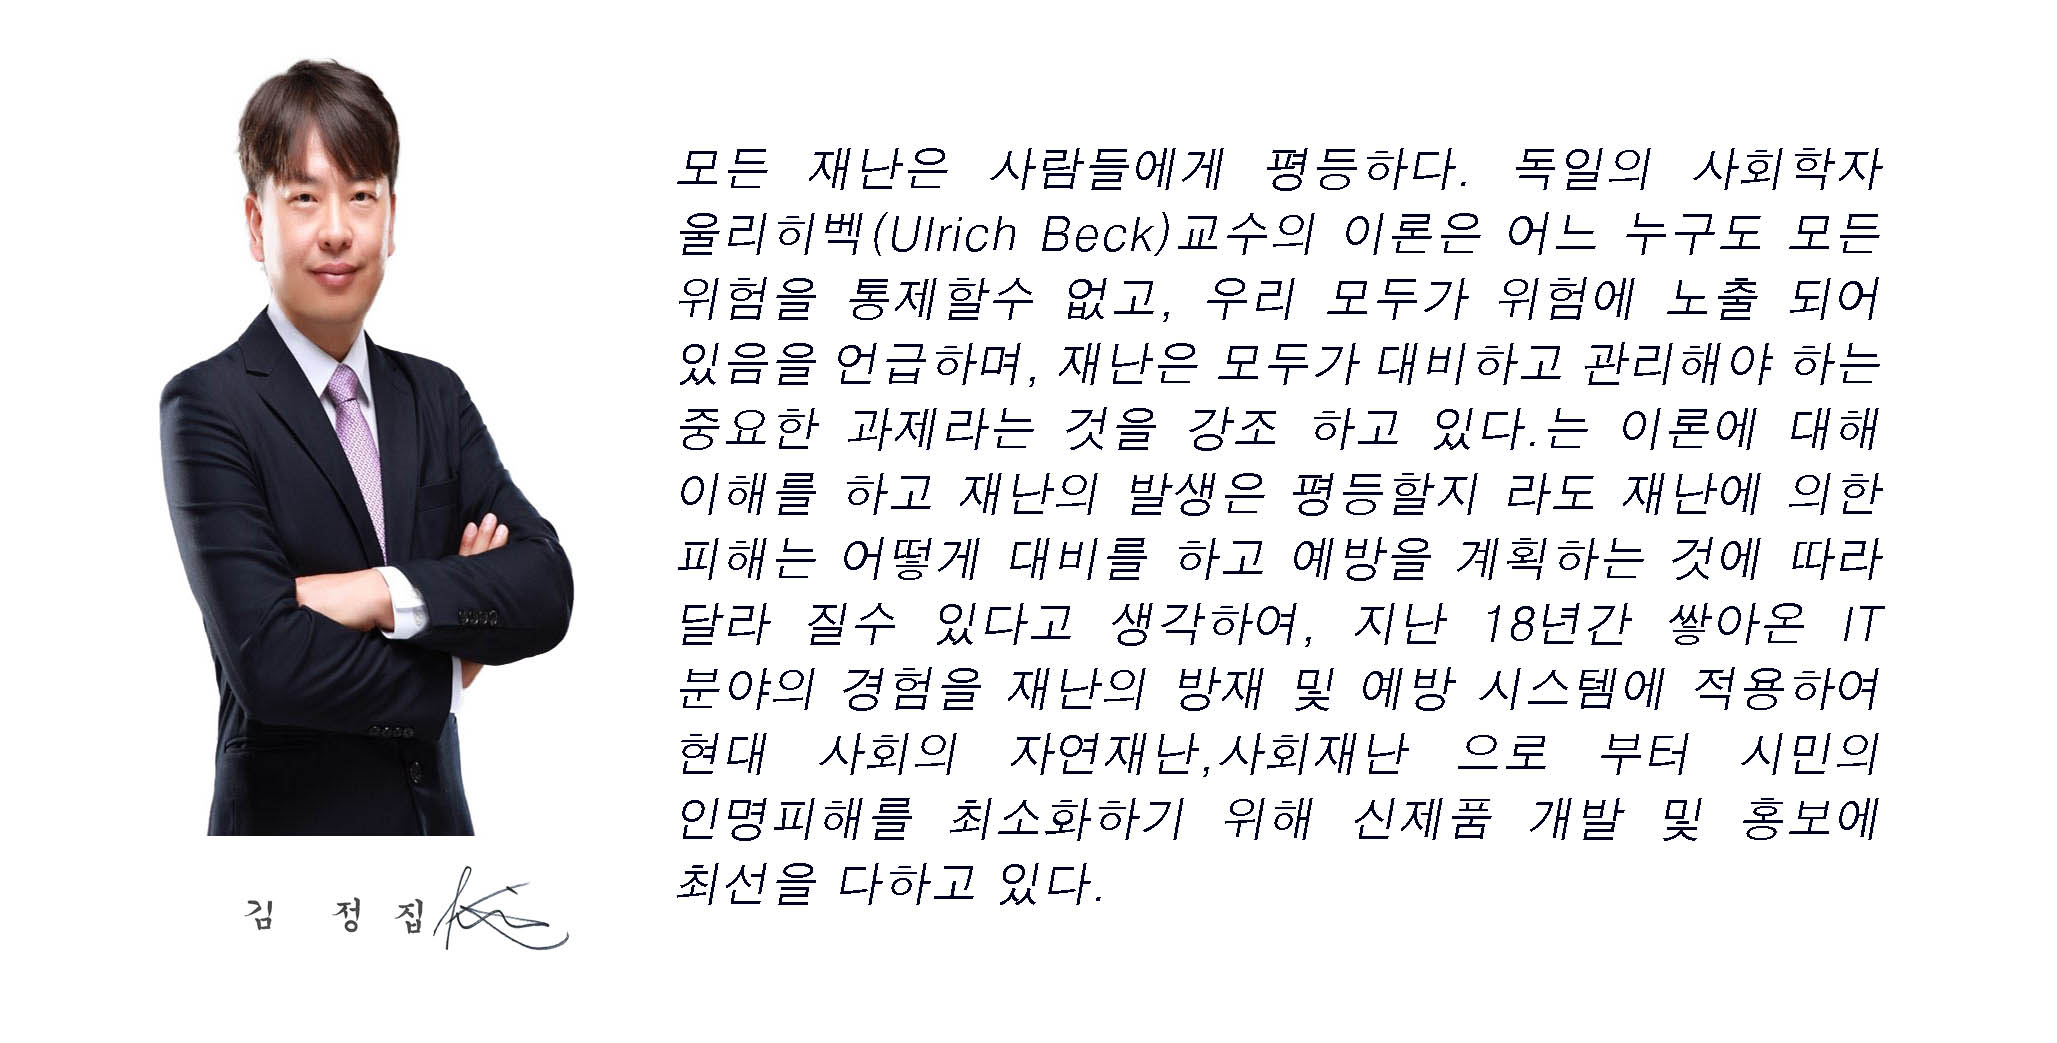 모든 재난은 사람들에게 평등하다. 독일의 사회학자
울리히벡(Ulrich Beck)교수의 이론은 어느 누구도 모든
위험을 통제할수 없고, 우리 모두가 위험에 노출 되어
있음을 언급하며, 재난은 모두가 대비하고 관리해야 하는
중요한 과제라는 것을 강조 하고 있다.는 이론에 대해
이해를 하고 재난의 발생은 평등할지 라도 재난에 의한
피해는 어떻게 대비를 하고 예방을 계획하는 것에 따라
달라 질수 있다고 생각하여, 지난 18년간 쌓아온 IT
분야의 경험을 재난의 방재 및 예방 시스템에 적용하여
현대 사회의 자연재난,사회재난 으로 부터 시민의
인명피해를 최소화하기 위해 신제품 개발 및 홍보에
최선을 다하고 있다.
김 정 집